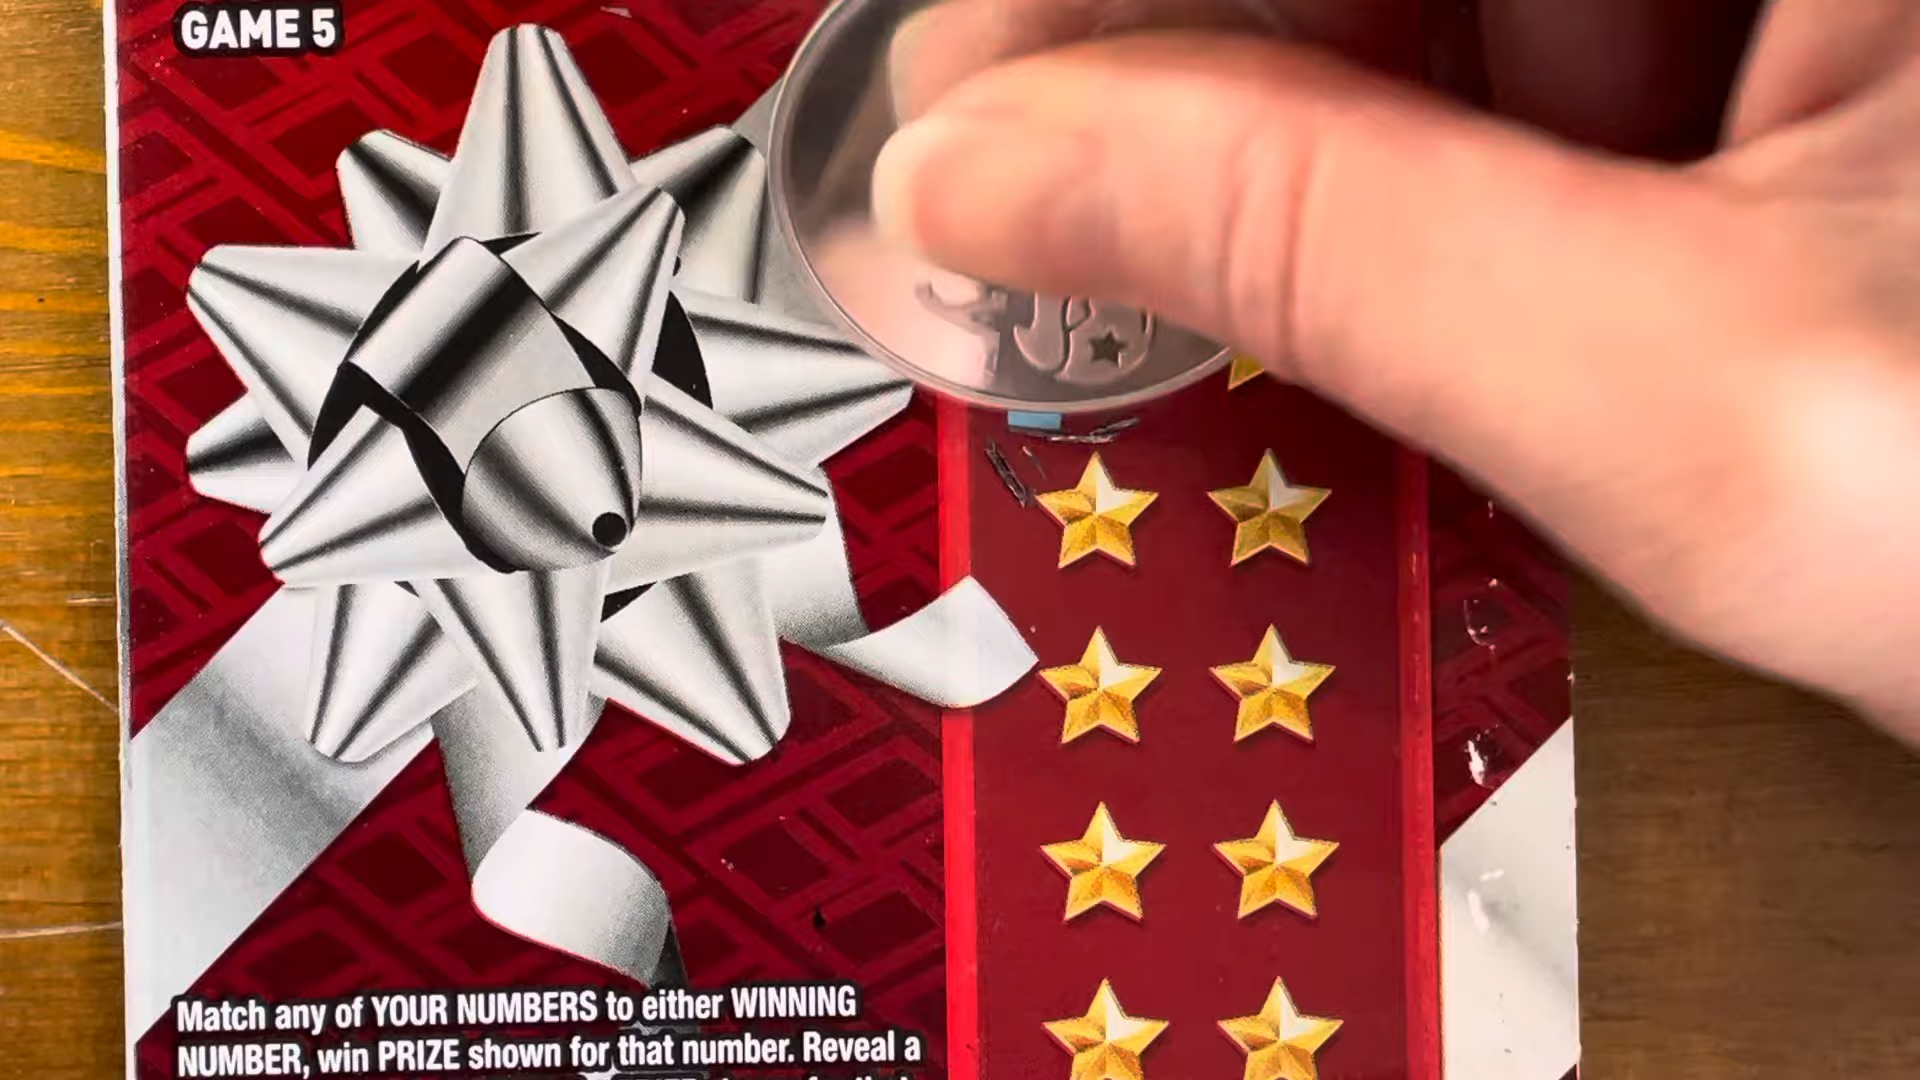 GAME 5
Match any of YOUR NUMBERS to either WINNING
NUMBER, win PRIZE shown for that number. Reveal a